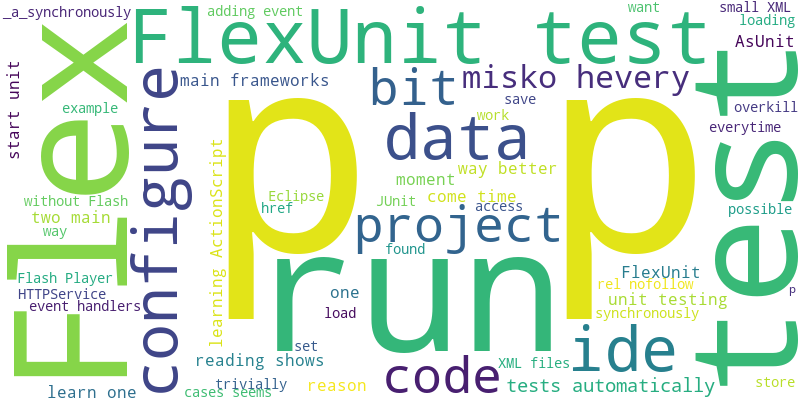 _a_synchronously
adding event
want
small XML
loading
FlexUnit test
AsUnit
main frameworks
bit
misko hevery
start unit
Flex
configure
p p
test
example
save
overkill
work
everytime
data
way better
moment
learning ActionScript
without Flash
Eclipse
href
JUnit
come time
access
possible
two main
way
project
found
run
Flash Player
HTTPService
event handlers
one
load
FlexUnit
rel nofollow
unit testing
synchronously
p
set
ide
reading shows
XML files
code
trivially
reason
tests automatically
store
learn one
cases seems